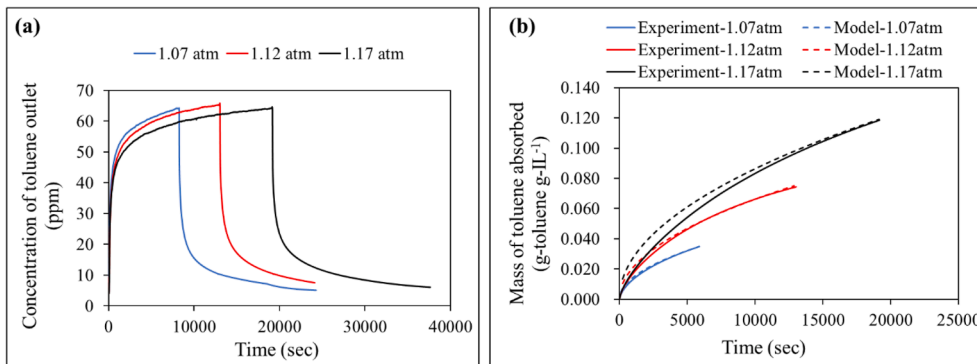 (a)
1.07 atm 1.12 atm 1.17 atm
Concentration of toluene outlet
(ppm)
70
60
50
40
30
20
10
0
0 10000 20000 30000 40000
Time (sec)
(b)
Experiment-1.07atm Model-1.07atm
Experiment-1.12atm Model-1.12atm
Experiment-1.17atm Model-1.17atm
Mass of toluene absorbed
(g-toluene g-IL⁻¹)
0.140
0.120
0.100
0.080
0.060
0.040
0.020
0.000
0 5000 10000 15000 20000 25000
Time (sec)